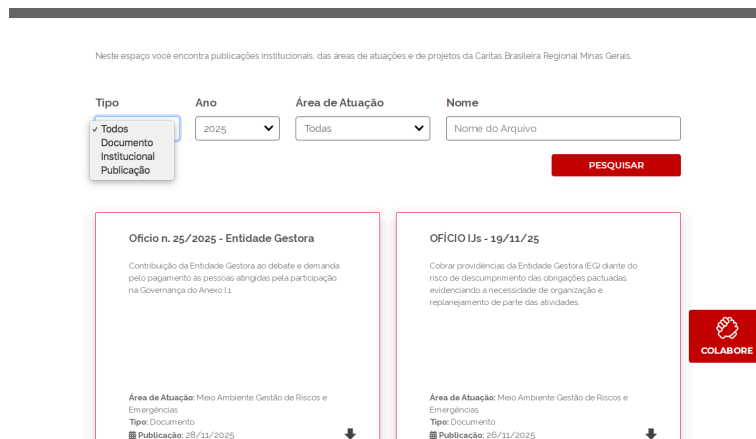 Neste espaço você encontra publicações institucionais, das áreas de atuações e de projetos da Cáritas Brasileira Regional Minas Gerais.
Tipo
Ano
Área de Atuação
Nome
✓ Todos
Documento
Institucional
Publicação
2025
Todas
Nome do Arquivo
PESQUISAR
Ofício n. 25/2025 - Entidade Gestora
Contribuição da Entidade Gestora ao debate e demanda
pelo pagamento às pessoas atingidas pela participação
na Governança do Anexo I.1
Área de Atuação: Meio Ambiente Gestão de Riscos e
Emergências
Tipo: Documento
Publicação: 28/11/2025
OFÍCIO IJs - 19/11/25
Cobrar providências da Entidade Gestora (EG) diante do
risco de descumprimento das obrigações pactuadas,
evidenciando a necessidade de organização e
replanejamento de parte das atividades.
Área de Atuação: Meio Ambiente Gestão de Riscos e
Emergências
Tipo: Documento
Publicação: 26/11/2025
COLABORE